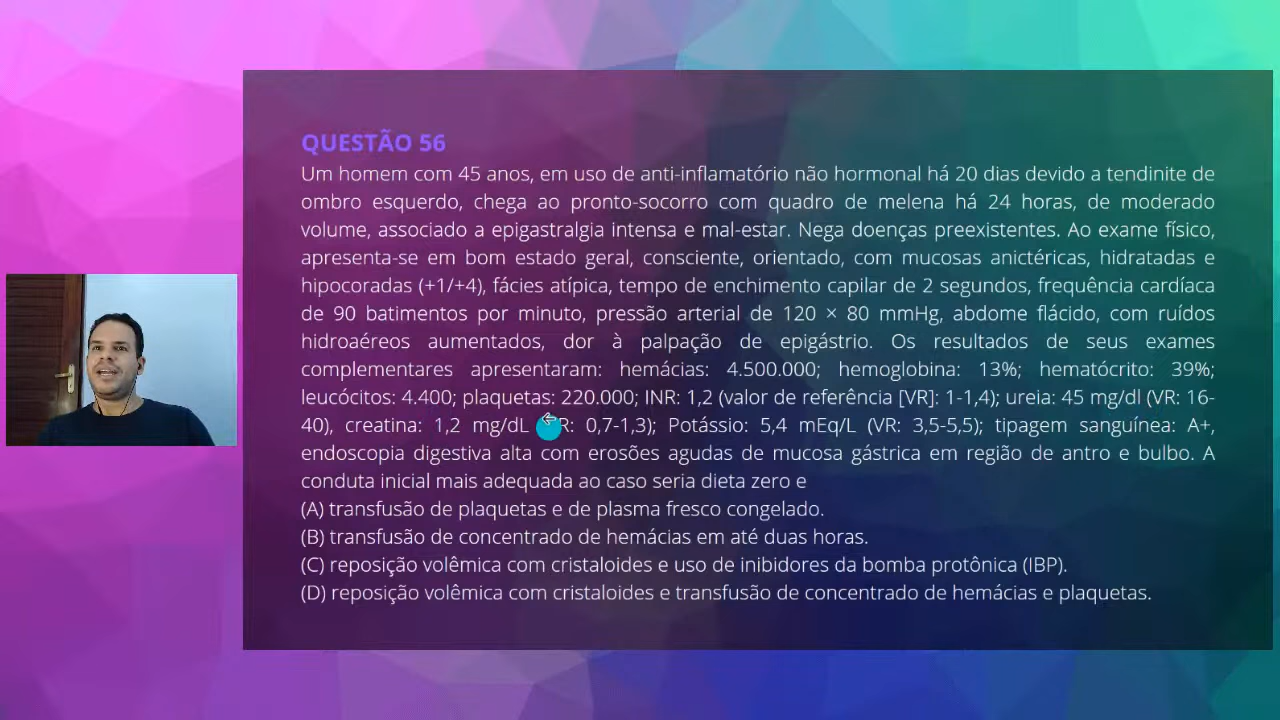 QUESTÃO 56
Um homem com 45 anos, em uso de anti-inflamatório não hormonal há 20 dias devido a tendinite de
ombro esquerdo, chega ao pronto-socorro com quadro de melena há 24 horas, de moderado
volume, associado a epigastralgia intensa e mal-estar. Nega doenças preexistentes. Ao exame físico,
apresenta-se em bom estado geral, consciente, orientado, com mucosas anictéricas, hidratadas e
hipocoradas (+1/+4), fácies atípica, tempo de enchimento capilar de 2 segundos, frequência cardíaca
de 90 batimentos por minuto, pressão arterial de 120 × 80 mmHg, abdome flácido, com ruídos
hidroaéreos aumentados, dor à palpação de epigástrio. Os resultados de seus exames
complementares apresentaram: hemácias: 4.500.000; hemoglobina: 13%; hematócrito: 39%;
leucócitos: 4.400; plaquetas: 220.000; INR: 1,2 (valor de referência [VR]: 1-1,4); ureia: 45 mg/dl (VR: 16-
40), creatina: 1,2 mg/dL R: 0,7-1,3); Potássio: 5,4 mEq/L (VR: 3,5-5,5); tipagem sanguínea: A+,
endoscopia digestiva alta com erosões agudas de mucosa gástrica em região de antro e bulbo. A
conduta inicial mais adequada ao caso seria dieta zero e
(A) transfusão de plaquetas e de plasma fresco congelado.
(B) transfusão de concentrado de hemácias em até duas horas.
(C) reposição volêmica com cristaloides e uso de inibidores da bomba protônica (IBP).
(D) reposição volêmica com cristaloides e transfusão de concentrado de hemácias e plaquetas.